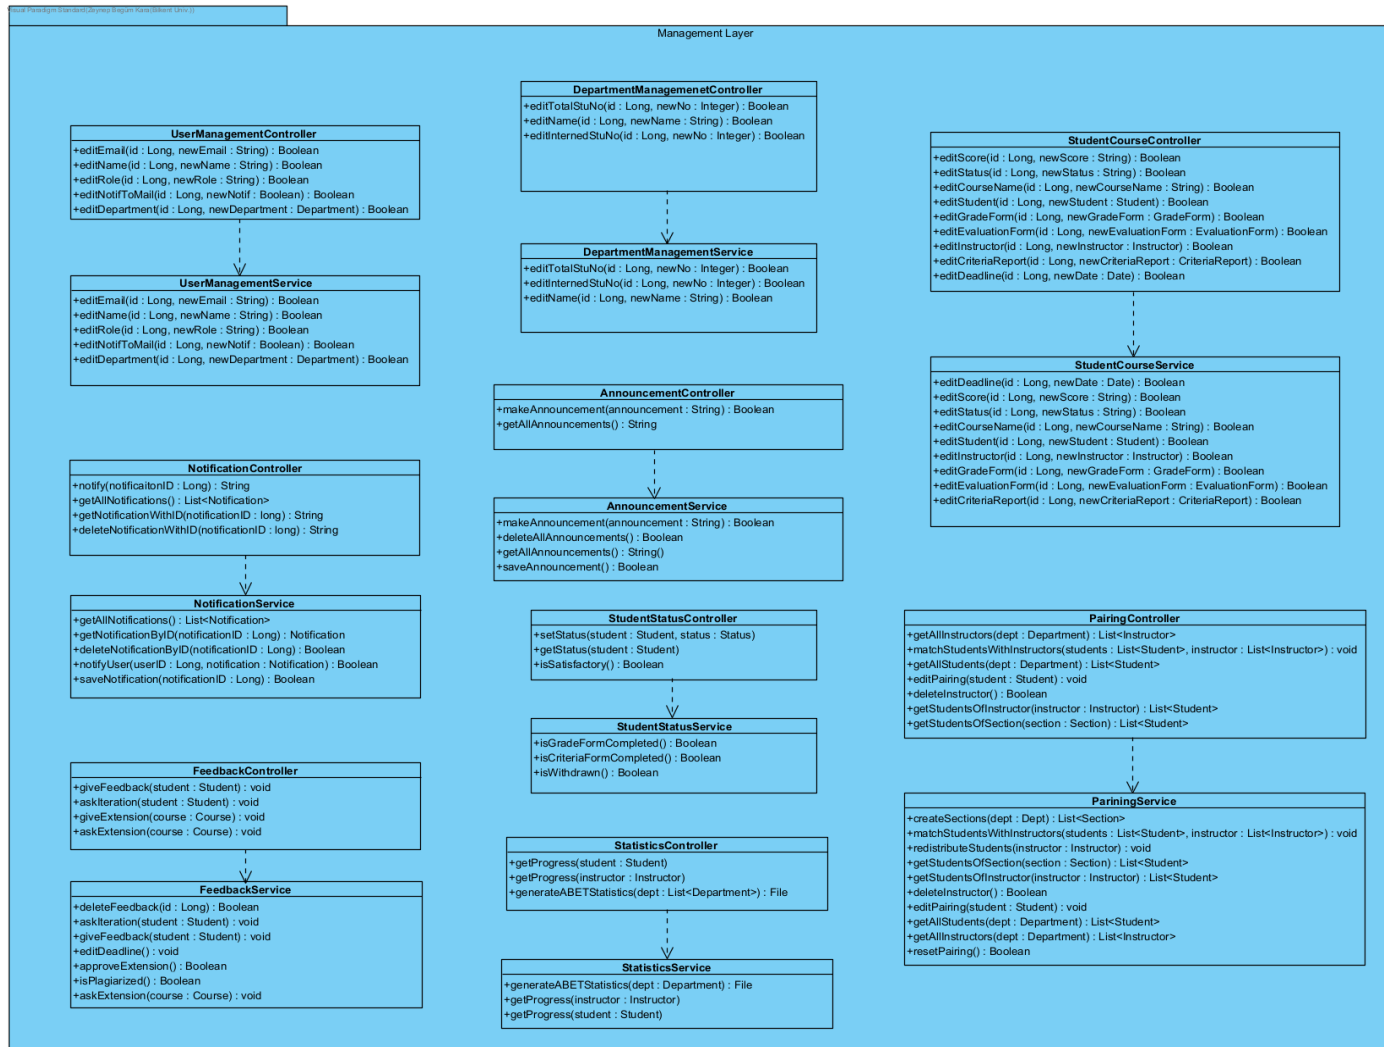 Visual Paradigm Standard(Zeynep Begüm Kara(Bilkent Univ.))
Management Layer
UserManagementController
+editEmail(id : Long, newEmail : String) : Boolean
+editName(id : Long, newName : String) : Boolean
+editRole(id : Long, newRole : String) : Boolean
+editNotifToMail(id : Long, newNotif : Boolean) : Boolean
+editDepartment(id : Long, newDepartment : Department) : Boolean
UserManagementService
+editEmail(id : Long, newEmail : String) : Boolean
+editName(id : Long, newName : String) : Boolean
+editRole(id : Long, newRole : String) : Boolean
+editNotifToMail(id : Long, newNotif : Boolean) : Boolean
+editDepartment(id : Long, newDepartment : Department) : Boolean
NotificationController
+notify(notificaitonID : Long) : String
+getAllNotifications() : List<Notification>
+getNotificationWithID(notificationID : long) : String
+deleteNotificationWithID(notificationID : long) : String
NotificationService
+getAllNotifications() : List<Notification>
+getNotificationByID(notificationID : Long) : Notification
+deleteNotificationByID(notificationID : Long) : Boolean
+notifyUser(userID : Long, notification : Notification) : Boolean
+saveNotification(notificationID : Long) : Boolean
FeedbackController
+giveFeedback(student : Student) : void
+askIteration(student : Student) : void
+giveExtension(course : Course) : void
+askExtension(course : Course) : void
FeedbackService
+deleteFeedback(id : Long) : Boolean
+askIteration(student : Student) : void
+giveFeedback(student : Student) : void
+editDeadline() : void
+approveExtension() : Boolean
+isPlagiarized() : Boolean
+askExtension(course : Course) : void
DepartmentManagemenetController
+editTotalStuNo(id : Long, newNo : Integer) : Boolean
+editName(id : Long, newName : String) : Boolean
+editInternedStuNo(id : Long, newNo : Integer) : Boolean
DepartmentManagementService
+editTotalStuNo(id : Long, newNo : Integer) : Boolean
+editInternedStuNo(id : Long, newNo : Integer) : Boolean
+editName(id : Long, newName : String) : Boolean
AnnouncementController
+makeAnnouncement(announcement : String) : Boolean
+getAllAnnouncements() : String
AnnouncementService
+makeAnnouncement(announcement : String) : Boolean
+deleteAllAnnouncements() : Boolean
+getAllAnnouncements() : String()
+saveAnnouncement() : Boolean
StudentStatusController
+setStatus(student : Student, status : Status)
+getStatus(student : Student)
+isSatisfactory() : Boolean
StudentStatusService
+isGradeFormCompleted() : Boolean
+isCriteriaFormCompleted() : Boolean
+isWithdrawn() : Boolean
StatisticsController
+getProgress(student : Student)
+getProgress(instructor : Instructor)
+generateABETStatistics(dept : List<Department>) : File
StatisticsService
+generateABETStatistics(dept : Department) : File
+getProgress(instructor : Instructor)
+getProgress(student : Student)
StudentCourseController
+editScore(id : Long, newScore : String) : Boolean
+editStatus(id : Long, newStatus : String) : Boolean
+editCourseName(id : Long, newCourseName : String) : Boolean
+editStudent(id : Long, newStudent : Student) : Boolean
+editGradeForm(id : Long, newGradeForm : GradeForm) : Boolean
+editEvaluationForm(id : Long, newEvaluationForm : EvaluationForm) : Boolean
+editInstructor(id : Long, newInstructor : Instructor) : Boolean
+editCriteriaReport(id : Long, newCriteriaReport : CriteriaReport) : Boolean
+editDeadline(id : Long, newDate : Date) : Boolean
StudentCourseService
+editDeadline(id : Long, newDate : Date) : Boolean
+editScore(id : Long, newScore : String) : Boolean
+editStatus(id : Long, newStatus : String) : Boolean
+editCourseName(id : Long, newCourseName : String) : Boolean
+editStudent(id : Long, newStudent : Student) : Boolean
+editInstructor(id : Long, newInstructor : Instructor) : Boolean
+editGradeForm(id : Long, newGradeForm : GradeForm) : Boolean
+editEvaluationForm(id : Long, newEvaluationForm : EvaluationForm) : Boolean
+editCriteriaReport(id : Long, newCriteriaReport : CriteriaReport) : Boolean
PairingController
+getAllInstructors(dept : Department) : List<Instructor>
+matchStudentsWithInstructors(students : List<Student>, instructor : List<Instructor>) : void
+getAllStudents(dept : Department) : List<Student>
+editPairing(student : Student) : void
+deleteInstructor() : Boolean
+getStudentsOfInstructor(instructor : Instructor) : List<Student>
+getStudentsOfSection(section : Section) : List<Student>
PariningService
+createSections(dept : Dept) : List<Section>
+matchStudentsWithInstructors(students : List<Student>, instructor : List<Instructor>) : void
+redistributeStudents(instructor : Instructor) : void
+getStudentsOfSection(section : Section) : List<Student>
+getStudentsOfInstructor(instructor : Instructor) : List<Student>
+deleteInstructor() : Boolean
+editPairing(student : Student) : void
+getAllStudents(dept : Department) : List<Student>
+getAllInstructors(dept : Department) : List<Instructor>
+resetPairing() : Boolean